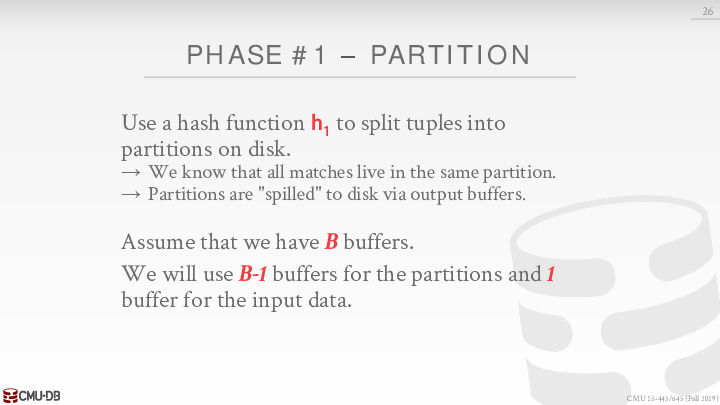 26
PHASE #1 – PARTITION
Use a hash function h1 to split tuples into
partitions on disk.
→ We know that all matches live in the same partition.
→ Partitions are "spilled" to disk via output buffers.
Assume that we have B buffers.
We will use B-1 buffers for the partitions and 1
buffer for the input data.
CMU·DB
CMU 15-445/645 (Fall 2019)